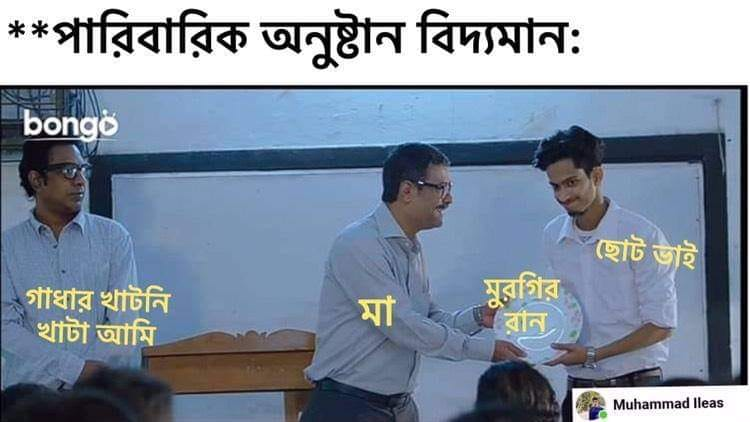 **পারিবারিক অনুষ্টান বিদ্যমান:
bongo
গাধার খাটনি
খাটা আমি
মা
মুরগির
রান
ছোট ভাই
Muhammad Ileas